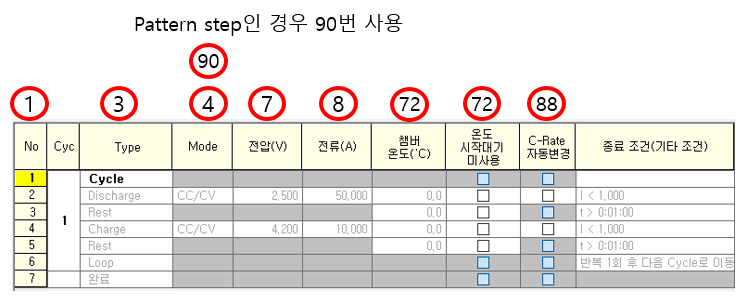 Pattern step인 경우 90번 사용
90
1 3 4 7 8 72 72 88
No Cyc Type Mode 전압(V) 전류(A) 챔버 온도(℃) 온도 시작대기 미사용 C-Rate 자동변경 종료 조건(기타 조건)
1 Cycle
2 Discharge CC/CV 2,500 50,000 0,0 I < 1,000
3 Rest 0,0 t > 0:01:00
1
4 Charge CC/CV 4,200 10,000 0,0 I < 1,000
5 Rest 0,0 t > 0:01:00
6 Loop 반복 1회 후 다음 Cycle로 이동
7 완료